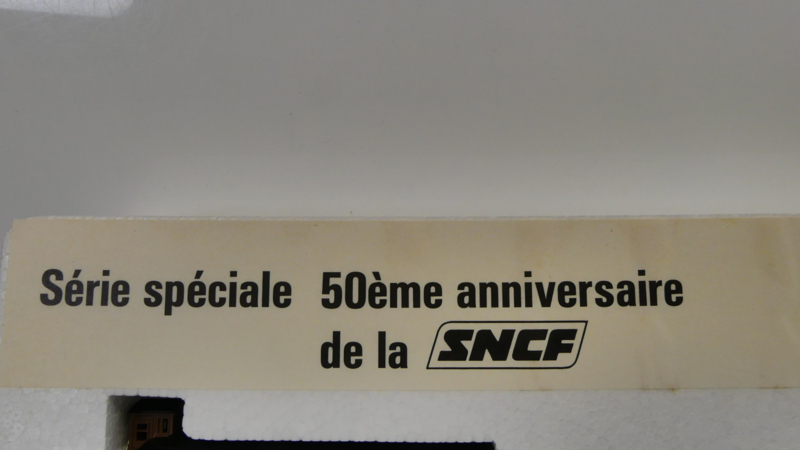 Série spéciale 50ème anniversaire
de la SNCF